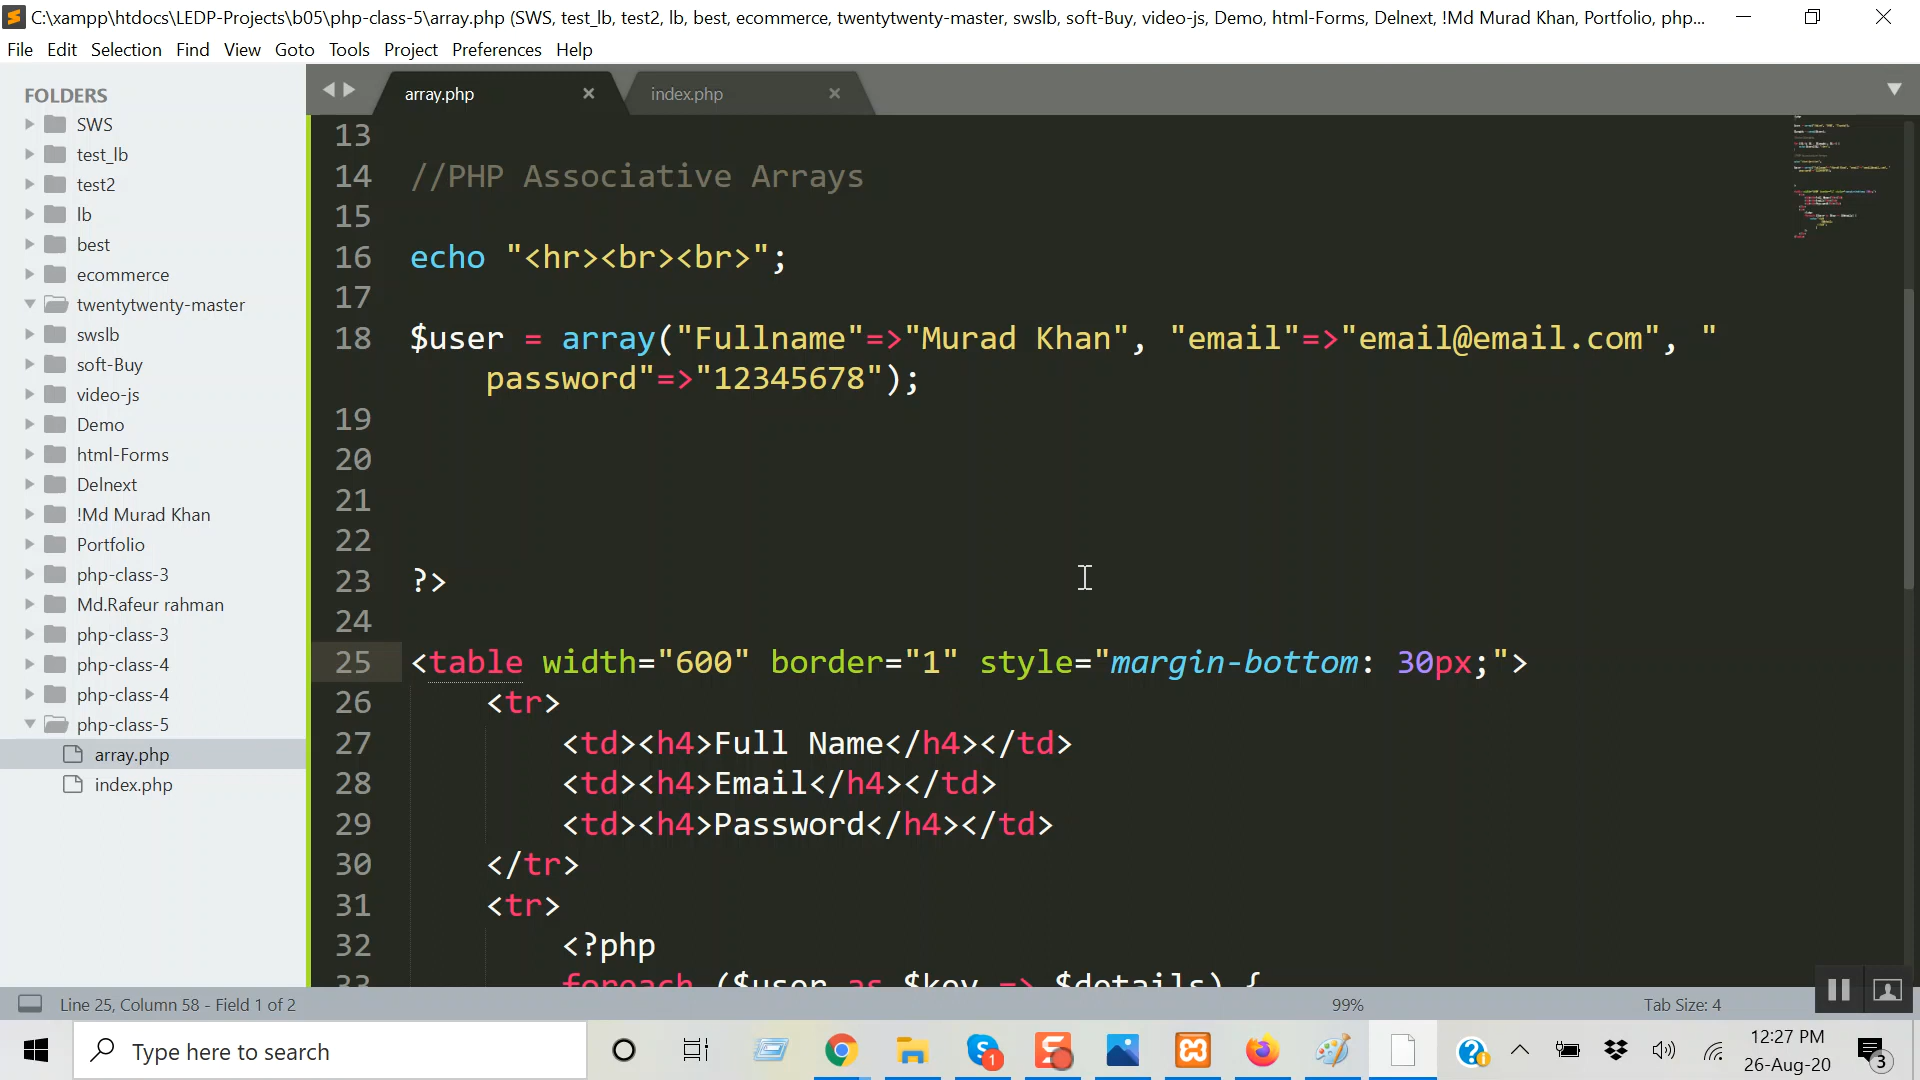 C:\xampp\htdocs\LEDP-Projects\b05\php-class-5\array.php (SWS, test_lb, test2, lb, best, ecommerce, twentytwenty-master, swslb, soft-Buy, video-js, Demo, html-Forms, Delnext, !Md Murad Khan, Portfolio, php...
File Edit Selection Find View Goto Tools Project Preferences Help
FOLDERS
SWS
test_lb
test2
lb
best
ecommerce
twentytwenty-master
swslb
soft-Buy
video-js
Demo
html-Forms
Delnext
!Md Murad Khan
Portfolio
php-class-3
Md.Rafeur rahman
php-class-3
php-class-4
php-class-4
php-class-5
array.php
index.php
array.php × index.php ×
13
14 //PHP Associative Arrays
15
16 echo "<hr><br><br>";
17
18 $user = array("Fullname"=>"Murad Khan", "email"=>"email@email.com", "
password"=>"12345678");
19
20
21
22
23 ?>
24
25 <table width="600" border="1" style="margin-bottom: 30px;">
26 <tr>
27 <td><h4>Full Name</h4></td>
28 <td><h4>Email</h4></td>
29 <td><h4>Password</h4></td>
30 </tr>
31 <tr>
32 <?php
33 foreach ($user as $key => $details) {
Line 25, Column 58 - Field 1 of 2 99% Tab Size: 4
Type here to search
1
12:27 PM
26-Aug-20
3